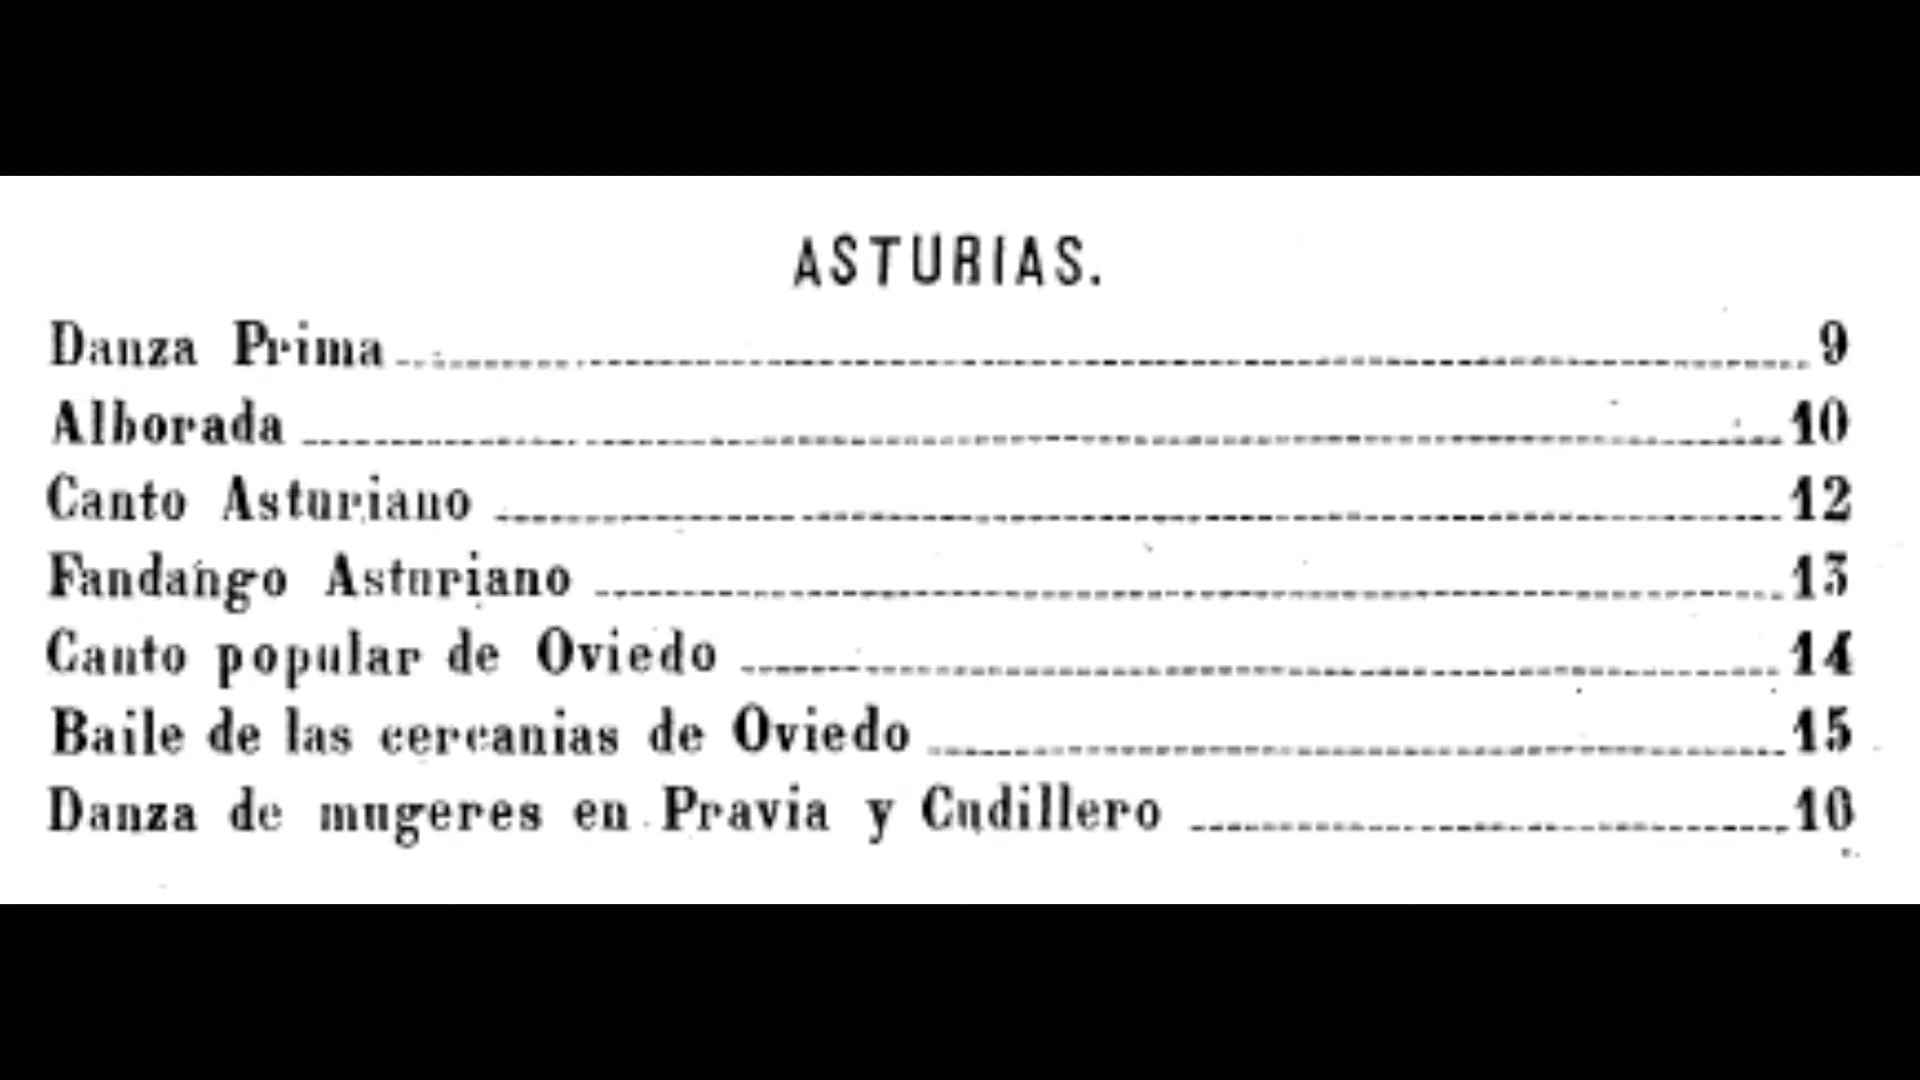 ASTURIAS.
Danza Prima 9
Alborada 10
Canto Asturiano 12
Fandango Asturiano 13
Canto popular de Oviedo 14
Baile de las cercanias de Oviedo 15
Danza de mugeres en Pravia y Cudillero